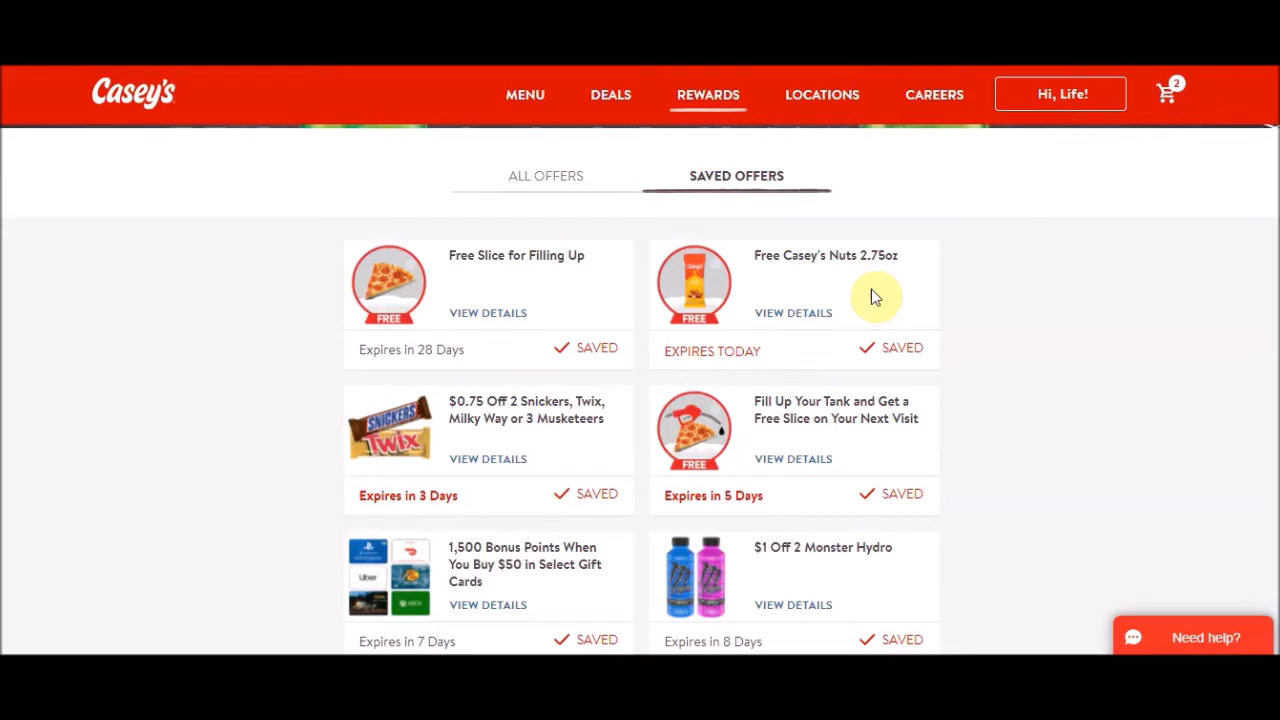 Casey's
MENU
DEALS
REWARDS
LOCATIONS
CAREERS
Hi, Life!
2
ALL OFFERS
SAVED OFFERS
FREE
Free Slice for Filling Up
VIEW DETAILS
Expires in 28 Days
SAVED
FREE
Free Casey's Nuts 2.75oz
VIEW DETAILS
EXPIRES TODAY
SAVED
SNICKERS
TWIX
$0.75 Off 2 Snickers, Twix,
Milky Way or 3 Musketeers
VIEW DETAILS
Expires in 3 Days
SAVED
FREE
Fill Up Your Tank and Get a
Free Slice on Your Next Visit
VIEW DETAILS
Expires in 5 Days
SAVED
Uber
XBOX
1,500 Bonus Points When
You Buy $50 in Select Gift
Cards
VIEW DETAILS
Expires in 7 Days
SAVED
$1 Off 2 Monster Hydro
VIEW DETAILS
Expires in 8 Days
SAVED
Need help?